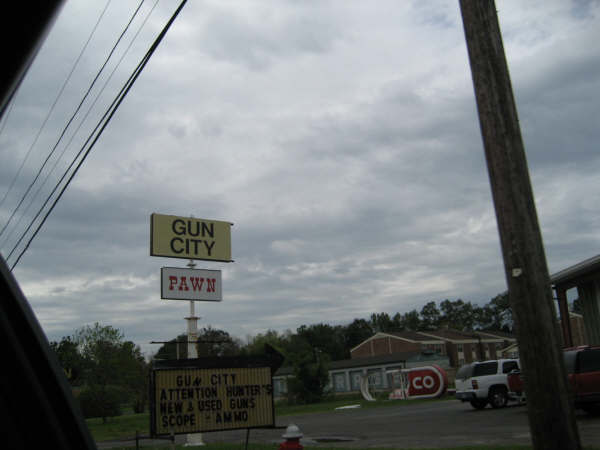 GUN
CITY
PAWN
GUN CITY
ATTENTION HUNTER'S
NEW & USED GUNS
SCOPE - AMMO
CO